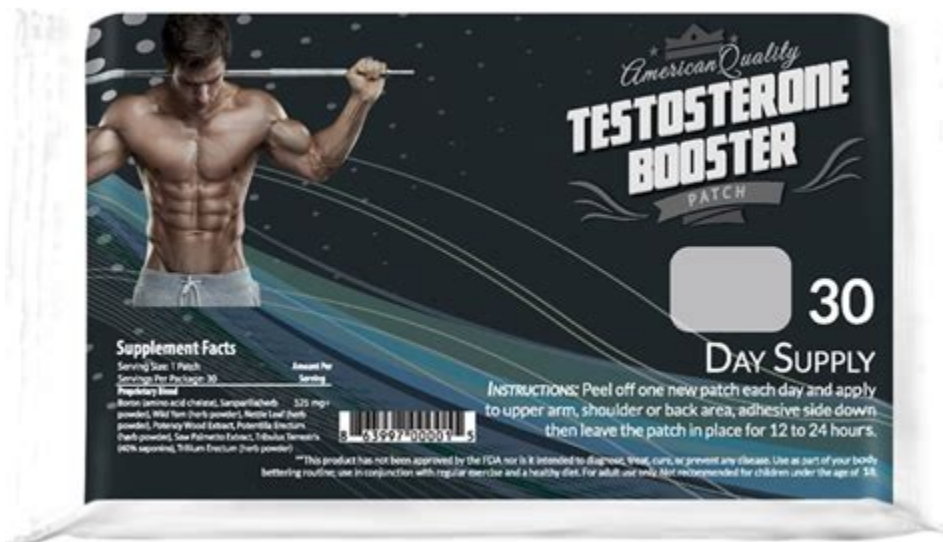 American Quality
TESTOSTERONE
BOOSTER
PATCH
30
DAY SUPPLY
INSTRUCTIONS: Peel off one new patch each day and apply
to upper arm, shoulder or back area, adhesive side down
then leave the patch in place for 12 to 24 hours.
Supplement Facts
Serving Size: 1 Patch
Servings Per Package: 30
Amount Per
Serving
Proprietary Blend
Boron (amino acid chelate), Sarsparilla(herb
powder), Wild Yam (herb powder), Nettle Leaf (herb
powder), Potency Wood Extract, Potentilla Erectum
(herb powder), Saw Palmetto Extract, Tribulus Terrestris
(40% saponins), Trillium Erectum (herb powder)
525 mg**
8 63997 00001 5
**This product has not been approved by the FDA nor is it intended to diagnose, treat, cure, or prevent any disease. Use as part of your body
bettering routine; use in conjunction with regular exercise and a healthy diet. For adult use only. Not recommended for children under the age of 18.